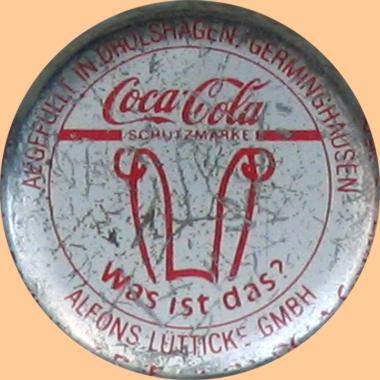 ABGEFÜLLT IN DROLSHAGEN, GERMINGHAUSEN
Coca-Cola
SCHUTZMARKE
Was ist das?
ALFONS LÜTTICKE GMBH